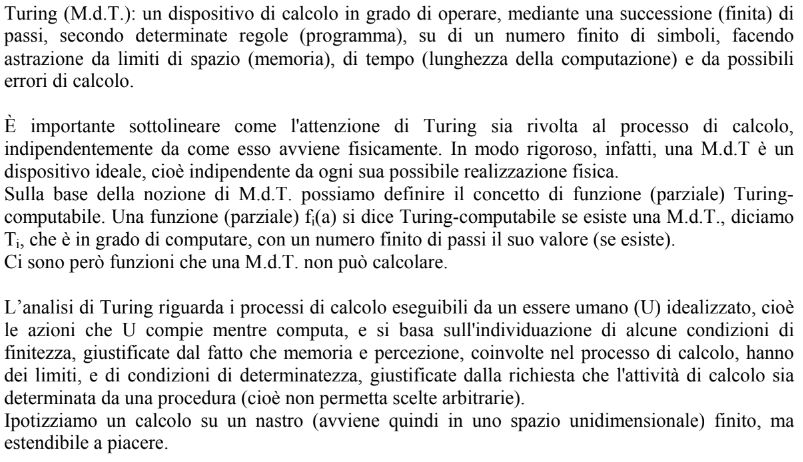 Turing (M.d.T.): un dispositivo di calcolo in grado di operare, mediante una successione (finita) di
passi, secondo determinate regole (programma), su di un numero finito di simboli, facendo
astrazione da limiti di spazio (memoria), di tempo (lunghezza della computazione) e da possibili
errori di calcolo.
È importante sottolineare come l'attenzione di Turing sia rivolta al processo di calcolo,
indipendentemente da come esso avviene fisicamente. In modo rigoroso, infatti, una M.d.T è un
dispositivo ideale, cioè indipendente da ogni sua possibile realizzazione fisica.
Sulla base della nozione di M.d.T. possiamo definire il concetto di funzione (parziale) Turing-
computabile. Una funzione (parziale) fi(a) si dice Turing-computabile se esiste una M.d.T., diciamo
Ti, che è in grado di computare, con un numero finito di passi il suo valore (se esiste).
Ci sono però funzioni che una M.d.T. non può calcolare.
L’analisi di Turing riguarda i processi di calcolo eseguibili da un essere umano (U) idealizzato, cioè
le azioni che U compie mentre computa, e si basa sull'individuazione di alcune condizioni di
finitezza, giustificate dal fatto che memoria e percezione, coinvolte nel processo di calcolo, hanno
dei limiti, e di condizioni di determinatezza, giustificate dalla richiesta che l'attività di calcolo sia
determinata da una procedura (cioè non permetta scelte arbitrarie).
Ipotizziamo un calcolo su un nastro (avviene quindi in uno spazio unidimensionale) finito, ma
estendibile a piacere.